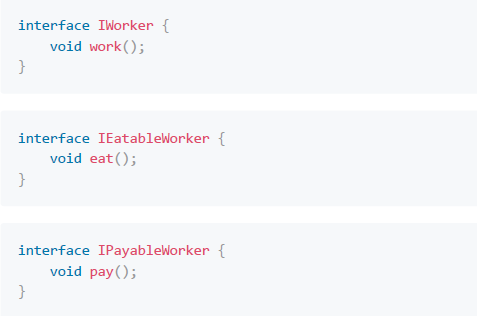 interface IWorker {
    void work();
}
interface IEatableWorker {
    void eat();
}
interface IPayableWorker {
    void pay();
}